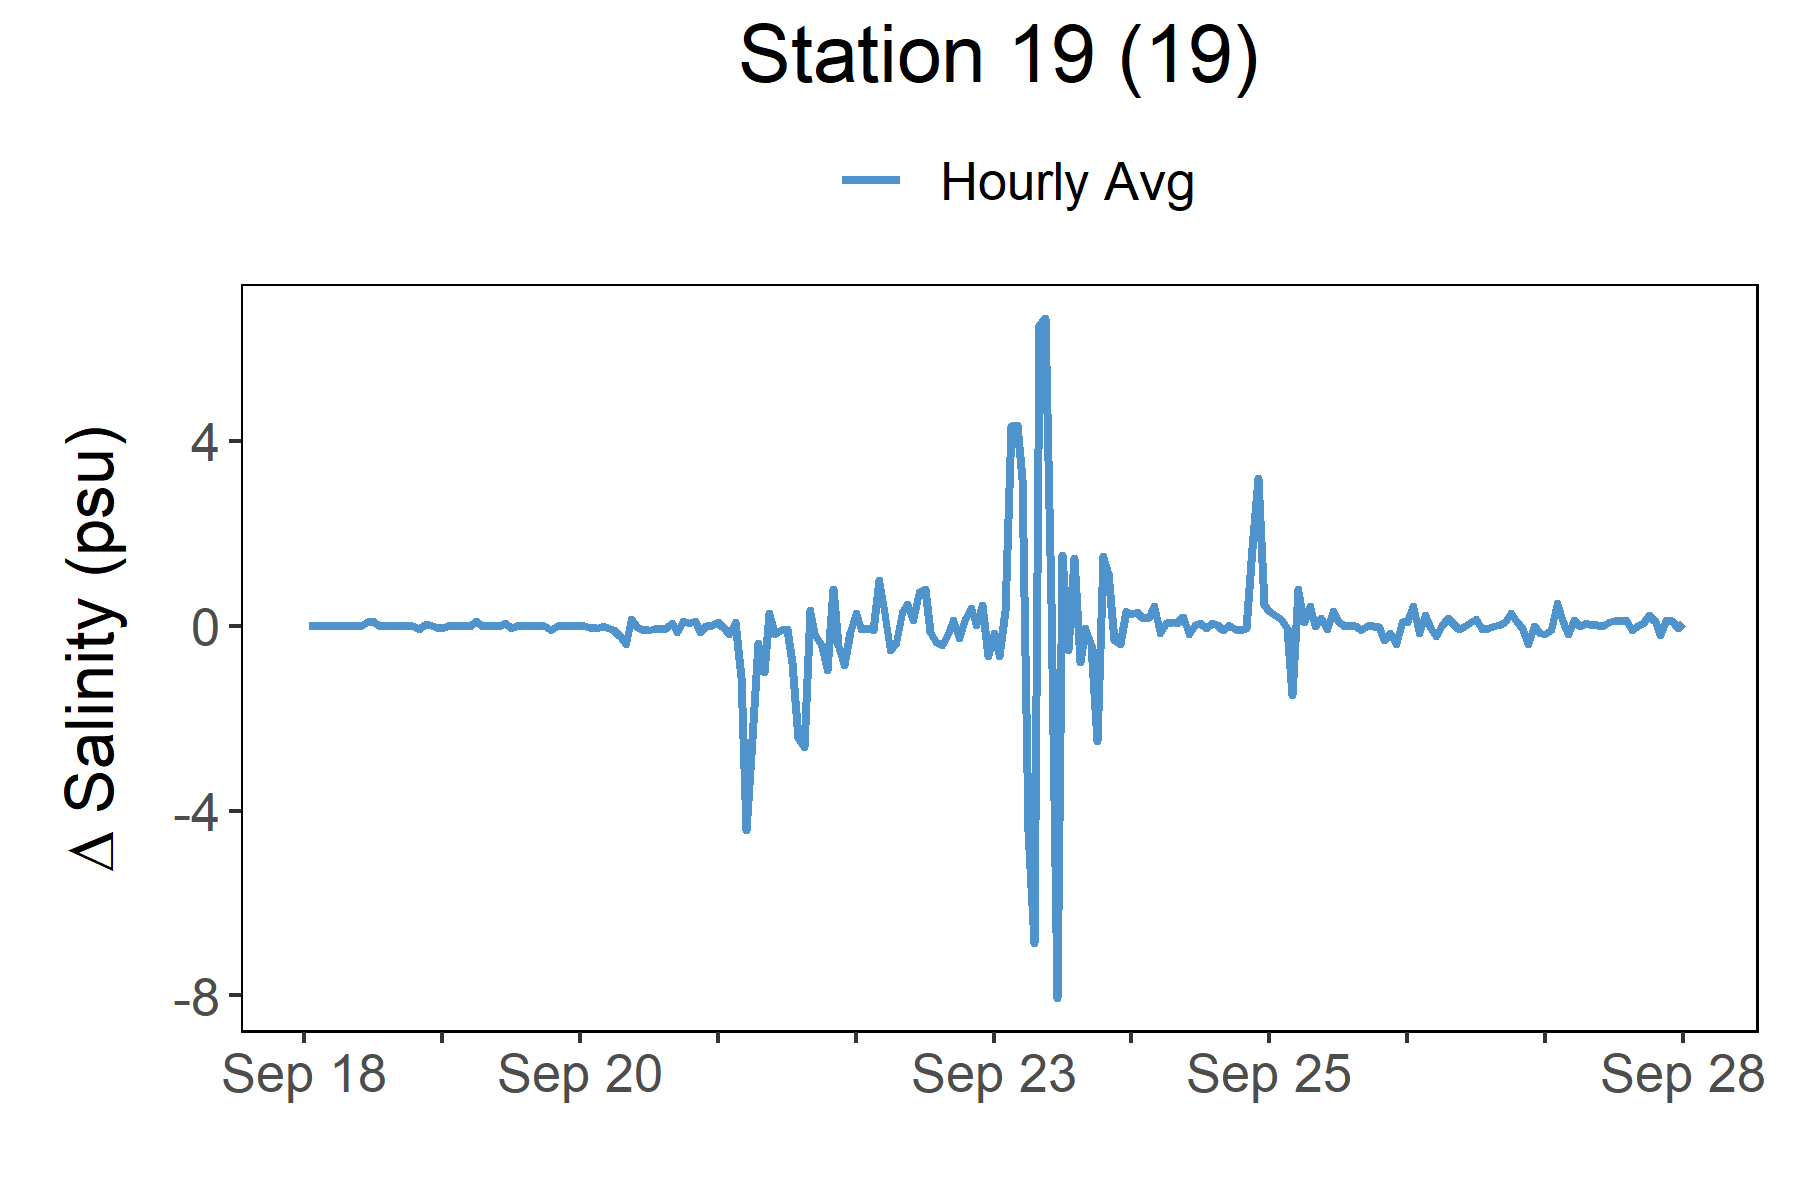 Station 19 (19)
Hourly Avg
Δ Salinity (psu)
4
0
-4
-8
Sep 18
Sep 20
Sep 23
Sep 25
Sep 28